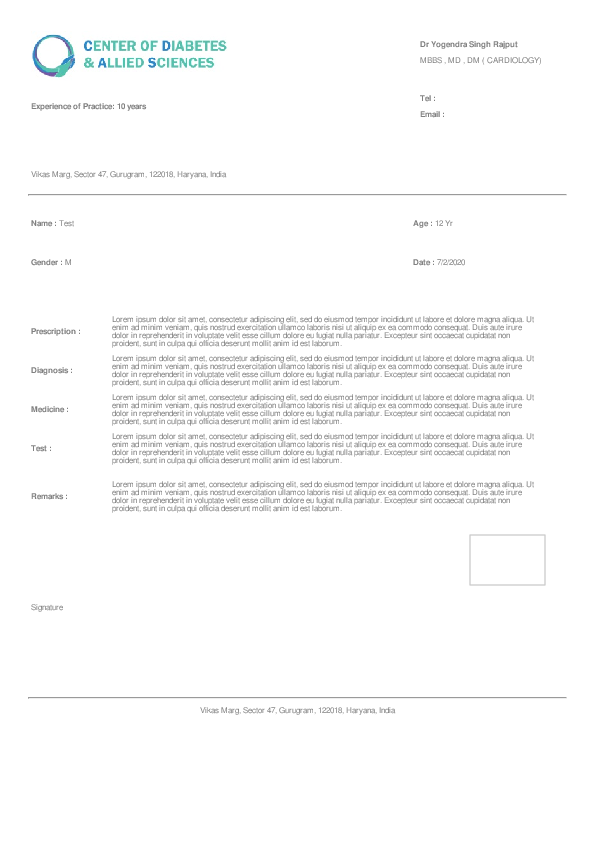 CENTER OF DIABETES
& ALLIED SCIENCES
Dr Yogendra Singh Rajput
MBBS , MD , DM ( CARDIOLOGY)
Tel :
Experience of Practice: 10 years
Email :
Vikas Marg, Sector 47, Gurugram, 122018, Haryana, India
Name : Test
Age : 12 Yr
Gender : M
Date : 7/2/2020
Prescription :
Lorem ipsum dolor sit amet, consectetur adipiscing elit, sed do eiusmod tempor incididunt ut labore et dolore magna aliqua. Ut
enim ad minim veniam, quis nostrud exercitation ullamco laboris nisi ut aliquip ex ea commodo consequat. Duis aute irure
dolor in reprehenderit in voluptate velit esse cillum dolore eu fugiat nulla pariatur. Excepteur sint occaecat cupidatat non
proident, sunt in culpa qui officia deserunt mollit anim id est laborum.
Diagnosis :
Lorem ipsum dolor sit amet, consectetur adipiscing elit, sed do eiusmod tempor incididunt ut labore et dolore magna aliqua. Ut
enim ad minim veniam, quis nostrud exercitation ullamco laboris nisi ut aliquip ex ea commodo consequat. Duis aute irure
dolor in reprehenderit in voluptate velit esse cillum dolore eu fugiat nulla pariatur. Excepteur sint occaecat cupidatat non
proident, sunt in culpa qui officia deserunt mollit anim id est laborum.
Medicine :
Lorem ipsum dolor sit amet, consectetur adipiscing elit, sed do eiusmod tempor incididunt ut labore et dolore magna aliqua. Ut
enim ad minim veniam, quis nostrud exercitation ullamco laboris nisi ut aliquip ex ea commodo consequat. Duis aute irure
dolor in reprehenderit in voluptate velit esse cillum dolore eu fugiat nulla pariatur. Excepteur sint occaecat cupidatat non
proident, sunt in culpa qui officia deserunt mollit anim id est laborum.
Test :
Lorem ipsum dolor sit amet, consectetur adipiscing elit, sed do eiusmod tempor incididunt ut labore et dolore magna aliqua. Ut
enim ad minim veniam, quis nostrud exercitation ullamco laboris nisi ut aliquip ex ea commodo consequat. Duis aute irure
dolor in reprehenderit in voluptate velit esse cillum dolore eu fugiat nulla pariatur. Excepteur sint occaecat cupidatat non
proident, sunt in culpa qui officia deserunt mollit anim id est laborum.
Remarks :
Lorem ipsum dolor sit amet, consectetur adipiscing elit, sed do eiusmod tempor incididunt ut labore et dolore magna aliqua. Ut
enim ad minim veniam, quis nostrud exercitation ullamco laboris nisi ut aliquip ex ea commodo consequat. Duis aute irure
dolor in reprehenderit in voluptate velit esse cillum dolore eu fugiat nulla pariatur. Excepteur sint occaecat cupidatat non
proident, sunt in culpa qui officia deserunt mollit anim id est laborum.
Signature
Vikas Marg, Sector 47, Gurugram, 122018, Haryana, India